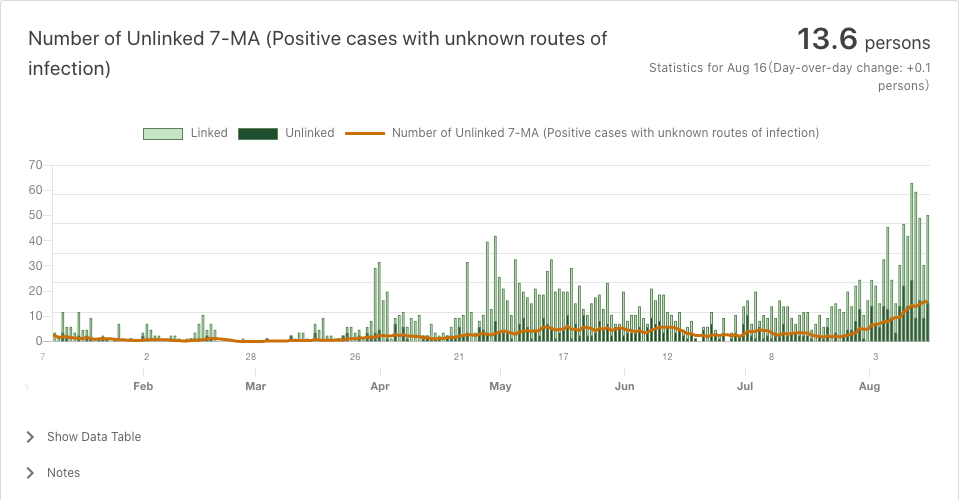 Number of Unlinked 7-MA (Positive cases with unknown routes of
infection)
13.6 persons
Statistics for Aug 16(Day-over-day change: +0.1
persons)
Linked Unlinked Number of Unlinked 7-MA (Positive cases with unknown routes of infection)
70
60
50
40
30
20
10
0
7 2 28 26 21 17 12 8 3
Feb Mar Apr May Jun Jul Aug
Show Data Table
Notes